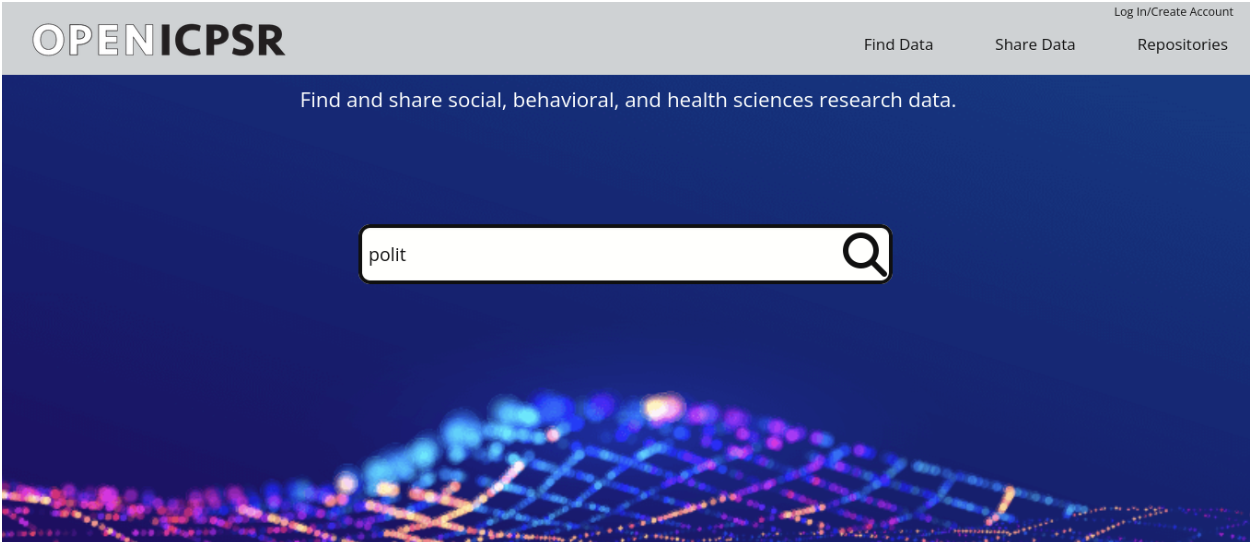 Log In/Create Account
OPENICPSR
Find Data Share Data Repositories
Find and share social, behavioral, and health sciences research data.
polit